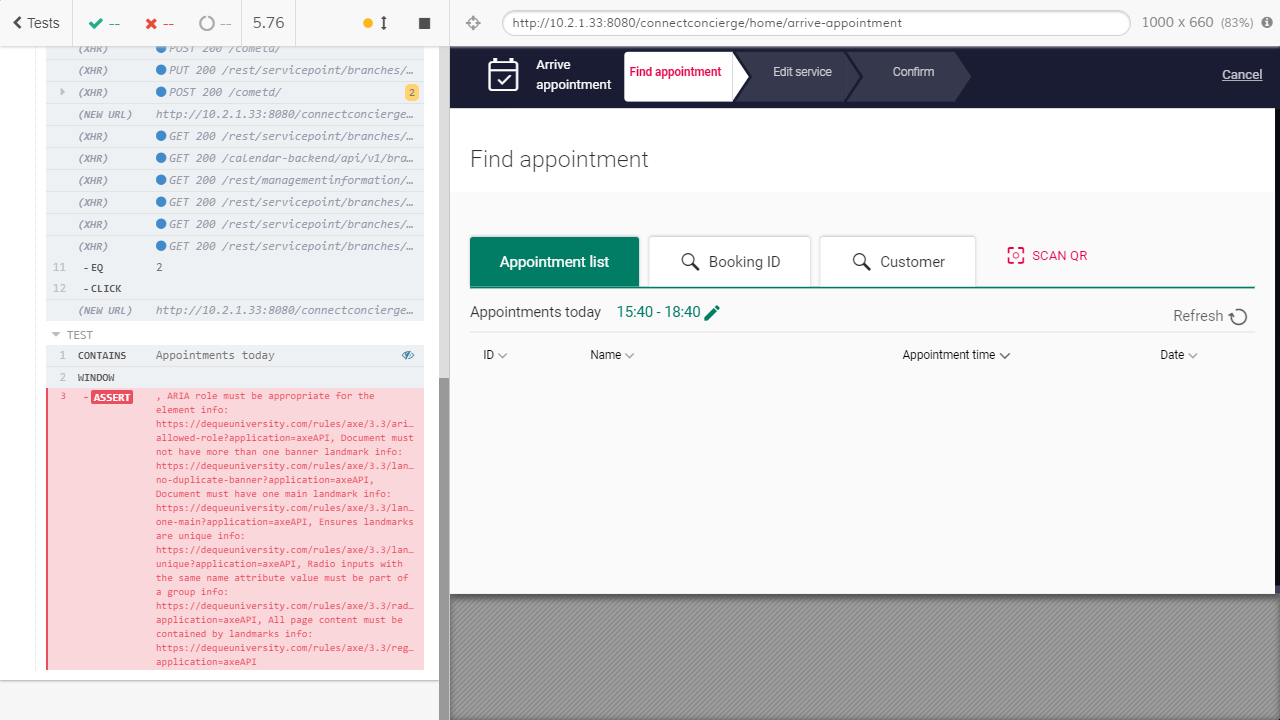 Tests
--
--
--
5.76
http://10.2.1.33:8080/connectconcierge/home/arrive-appointment
1000 x 660 (83%)
(XHR) POST 200 /cometd/
(XHR) PUT 200 /rest/servicepoint/branches/…
(XHR) POST 200 /cometd/ 2
(NEW URL) http://10.2.1.33:8080/connectconcierge…
(XHR) GET 200 /rest/servicepoint/branches/…
(XHR) GET 200 /calendar-backend/api/v1/bra…
(XHR) GET 200 /rest/managementinformation/…
(XHR) GET 200 /rest/servicepoint/branches/…
(XHR) GET 200 /rest/servicepoint/branches/…
(XHR) GET 200 /rest/servicepoint/branches/…
11 -EQ 2
12 -CLICK
(NEW URL) http://10.2.1.33:8080/connectconcierge…
TEST
1 CONTAINS Appointments today
2 WINDOW
3 -ASSERT , ARIA role must be appropriate for the
element info:
https://dequeuniversity.com/rules/axe/3.3/ari…
allowed-role?application=axeAPI, Document must
not have more than one banner landmark info:
https://dequeuniversity.com/rules/axe/3.3/lan…
no-duplicate-banner?application=axeAPI,
Document must have one main landmark info:
https://dequeuniversity.com/rules/axe/3.3/lan…
one-main?application=axeAPI, Ensures landmarks
are unique info:
https://dequeuniversity.com/rules/axe/3.3/lan…
unique?application=axeAPI, Radio inputs with
the same name attribute value must be part of
a group info:
https://dequeuniversity.com/rules/axe/3.3/rad…
application=axeAPI, All page content must be
contained by landmarks info:
https://dequeuniversity.com/rules/axe/3.3/reg…
application=axeAPI
Arrive
appointment
Find appointment
Edit service
Confirm
Cancel
Find appointment
Appointment list
Booking ID
Customer
SCAN QR
Appointments today 15:40 - 18:40
Refresh
ID
Name
Appointment time
Date